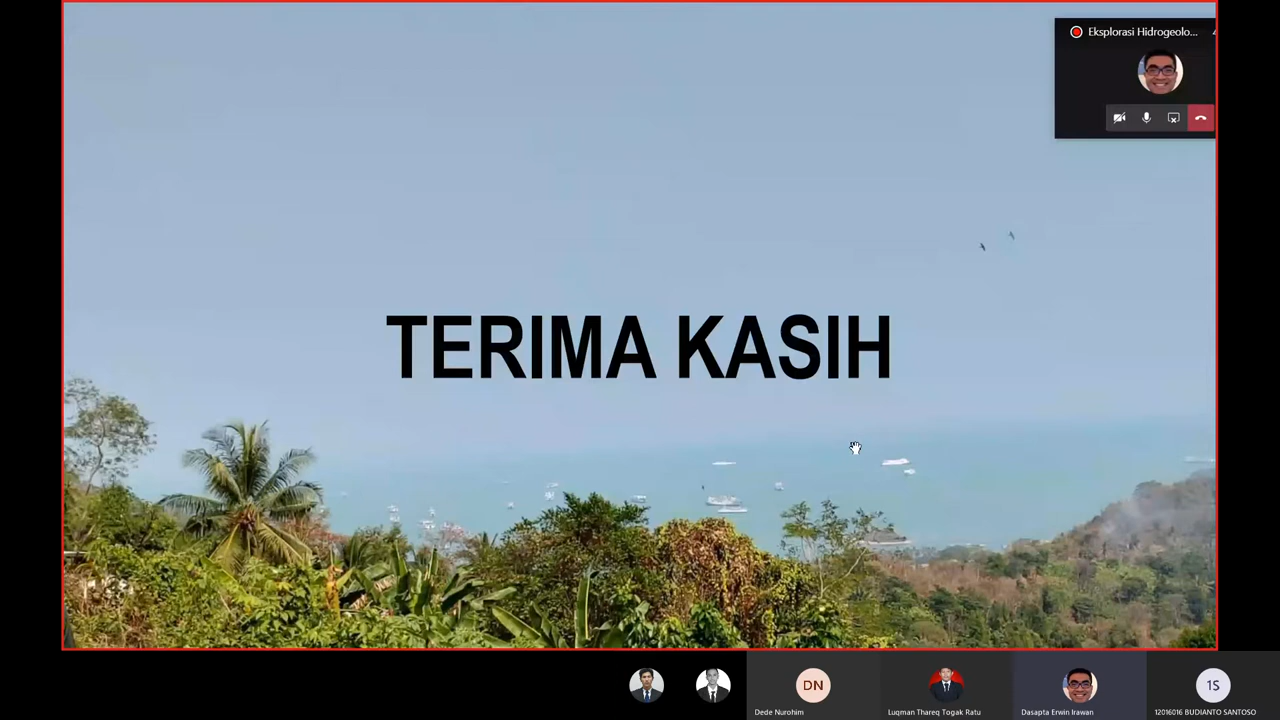 Eksplorasi Hidrogeolo...
TERIMA KASIH
DN
1S
Dede Nurohim
Luqman Thareq Togak Ratu
Dasapta Erwin Irawan
12016016 BUDIANTO SANTOSO